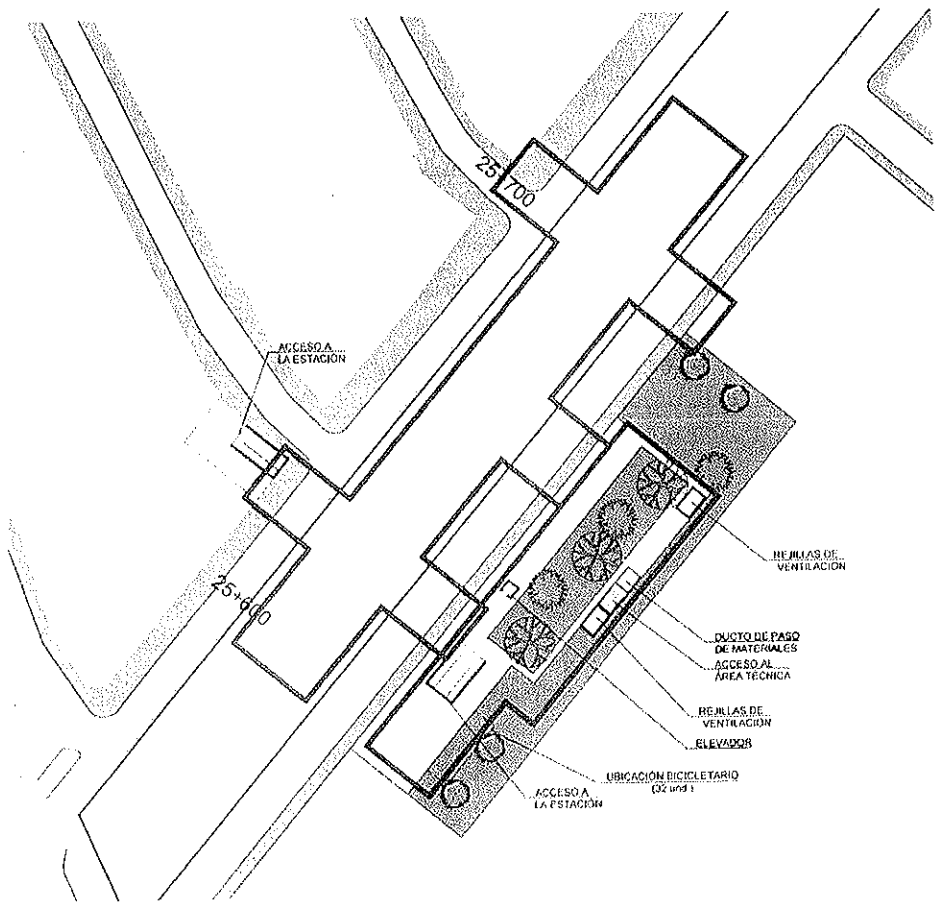 25+700
ACCESO A
LA ESTACIÓN
25+600
REJILLAS DE
VENTILACIÓN
DUCTO DE PASO
DE MATERIALES
ACCESO AL
ÁREA TÉCNICA
REJILLAS DE
VENTILACIÓN
ELEVADOR
UBICACIÓN BICICLETARIO
(32 und.)
ACCESO A
LA ESTACIÓN